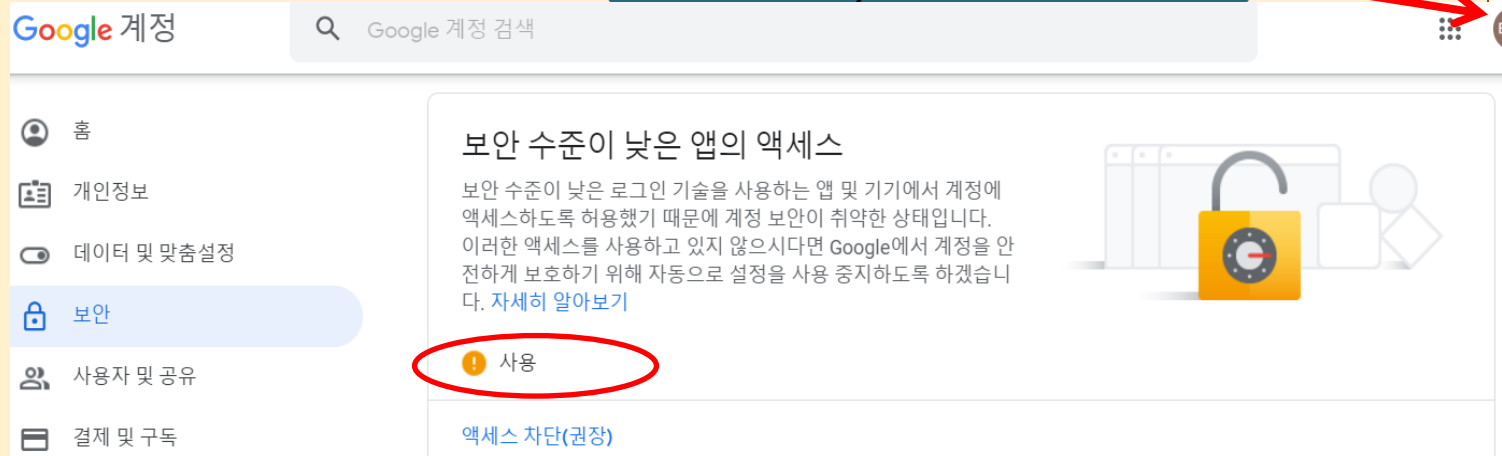 Google 계정
Google 계정 검색
홈
개인정보
데이터 및 맞춤설정
보안
사용자 및 공유
결제 및 구독
보안 수준이 낮은 앱의 액세스
보안 수준이 낮은 로그인 기술을 사용하는 앱 및 기기에서 계정에
액세스하도록 허용했기 때문에 계정 보안이 취약한 상태입니다.
이러한 액세스를 사용하고 있지 않으시다면 Google에서 계정을 안
전하게 보호하기 위해 자동으로 설정을 사용 중지하도록 하겠습니
다. 자세히 알아보기
사용
액세스 차단(권장)